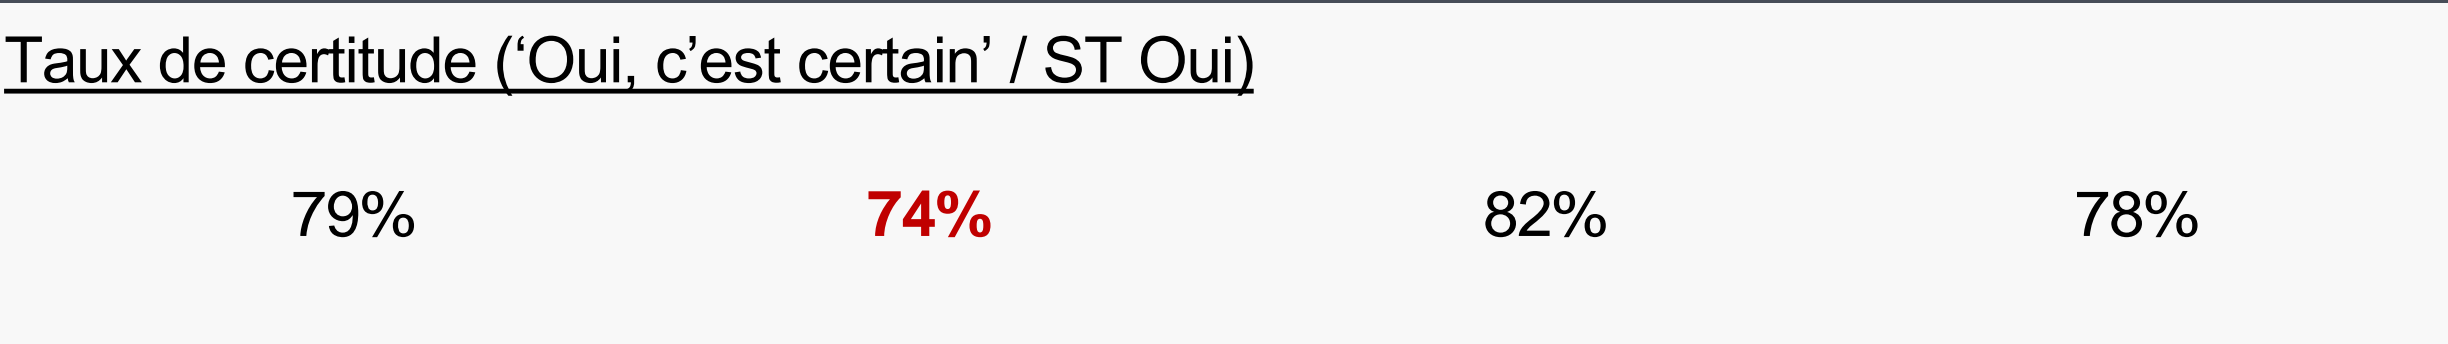 Taux de certitude (‘Oui, c’est certain’ / ST Oui)
79% 74% 82% 78%